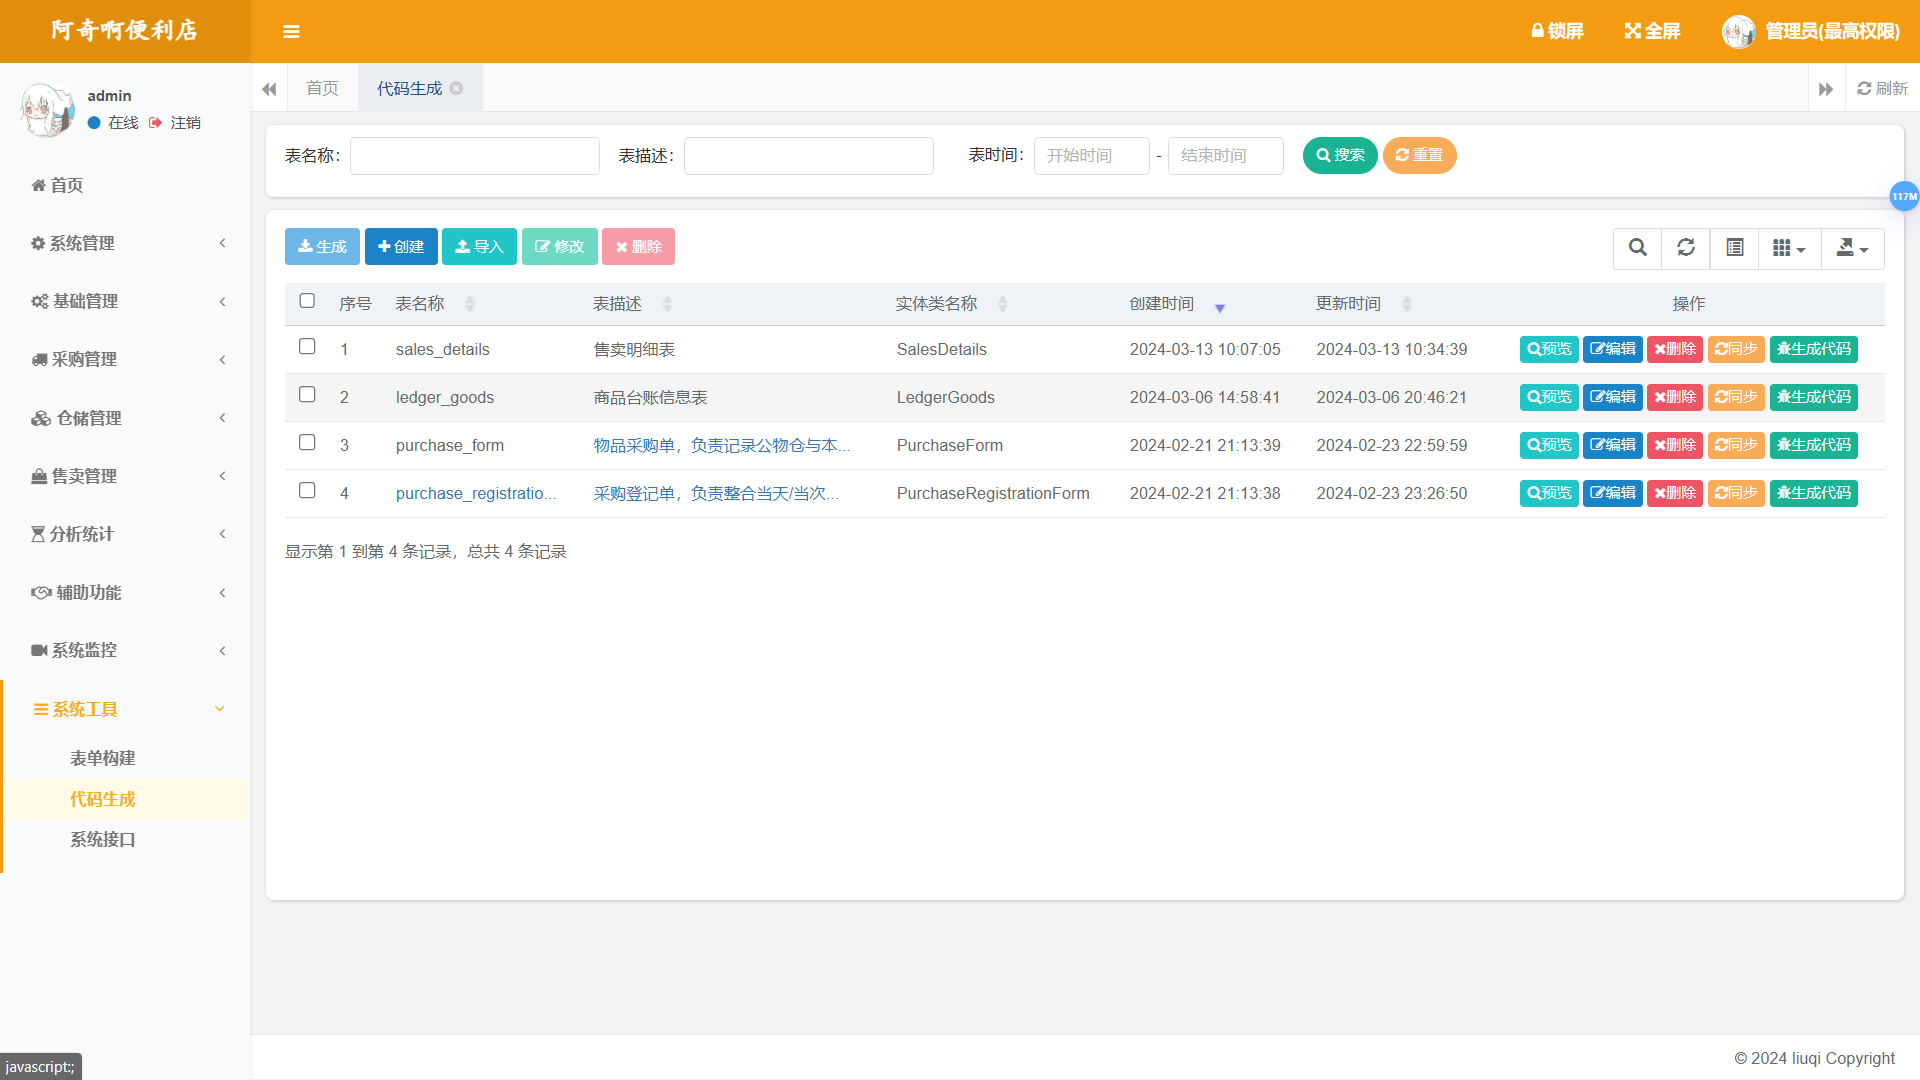 阿奇啊便利店
锁屏
全屏
管理员(最高权限)
admin
在线
注销
首页
代码生成
刷新
首页
系统管理
基础管理
采购管理
仓储管理
售卖管理
分析统计
辅助功能
系统监控
系统工具
表单构建
代码生成
系统接口
表名称：
表描述：
表时间：
开始时间
-
结束时间
搜索
重置
117M
生成
创建
导入
修改
删除
序号 表名称 表描述 实体类名称 创建时间 更新时间 操作
1 sales_details 售卖明细表 SalesDetails 2024-03-13 10:07:05 2024-03-13 10:34:39 预览 编辑 删除 同步 生成代码
2 ledger_goods 商品台账信息表 LedgerGoods 2024-03-06 14:58:41 2024-03-06 20:46:21 预览 编辑 删除 同步 生成代码
3 purchase_form 物品采购单，负责记录公物仓与本... PurchaseForm 2024-02-21 21:13:39 2024-02-23 22:59:59 预览 编辑 删除 同步 生成代码
4 purchase_registratio... 采购登记单，负责整合当天/当次... PurchaseRegistrationForm 2024-02-21 21:13:38 2024-02-23 23:26:50 预览 编辑 删除 同步 生成代码
显示第 1 到第 4 条记录，总共 4 条记录
© 2024 liuqi Copyright
javascript:;